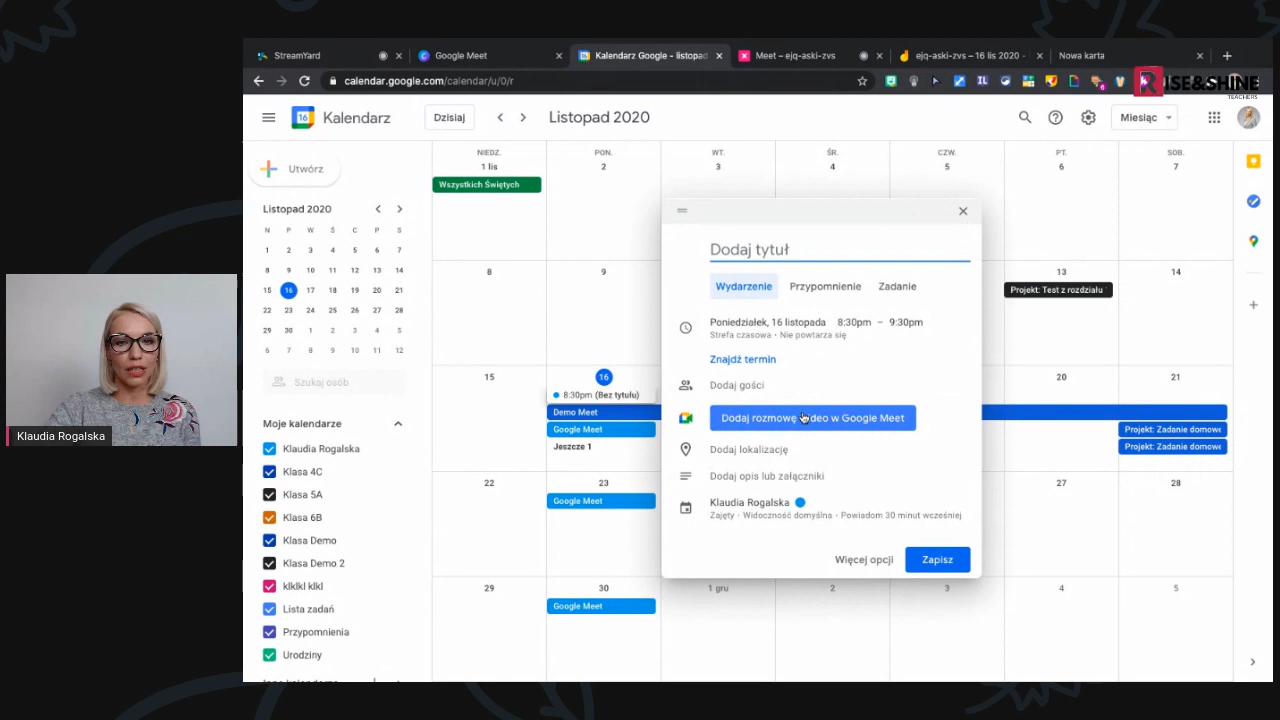 StreamYard
Google Meet
Kalendarz Google - listopad
Meet – ejq-aski-zvs
ejq-aski-zvs – 16 lis 2020 -
Nowa karta
calendar.google.com/calendar/u/0/r
RISE&SHINE
TEACHERS
16
Kalendarz
Dzisiaj
Listopad 2020
Miesiąc
Utwórz
Listopad 2020
N P W Ś C P S
1 2 3 4 5 6 7
8 9 10 11 12 13 14
15 16 17 18 19 20 21
22 23 24 25 26 27 28
29 30 1 2 3 4 5
6 7 8 9 10 11 12
Szukaj osób
Moje kalendarze
Klaudia Rogalska
Klasa 4C
Klasa 5A
Klasa 6B
Klasa Demo
Klasa Demo 2
klklkl klkl
Lista zadań
Przypomnienia
Urodziny
NIEDZ. PON. WT. ŚR. CZW. PT. SOB.
1 lis 2 3 4 5 6 7
Wszystkich Świętych
8 9 13 14
Projekt: Test z rozdziału
15 16 20 21
8:30pm (Bez tytułu)
Demo Meet
Google Meet
Jeszcze 1
Projekt: Zadanie domowe
Projekt: Zadanie domowe
22 23 27 28
Google Meet
29 30 1 gru 2 3 4 5
Google Meet
Dodaj tytuł
Wydarzenie Przypomnienie Zadanie
Poniedziałek, 16 listopada 8:30pm – 9:30pm
Strefa czasowa · Nie powtarza się
Znajdź termin
Dodaj gości
Dodaj rozmowę wideo w Google Meet
Dodaj lokalizację
Dodaj opis lub załączniki
Klaudia Rogalska
Zajęty · Widoczność domyślna · Powiadom 30 minut wcześniej
Więcej opcji
Zapisz
Klaudia Rogalska